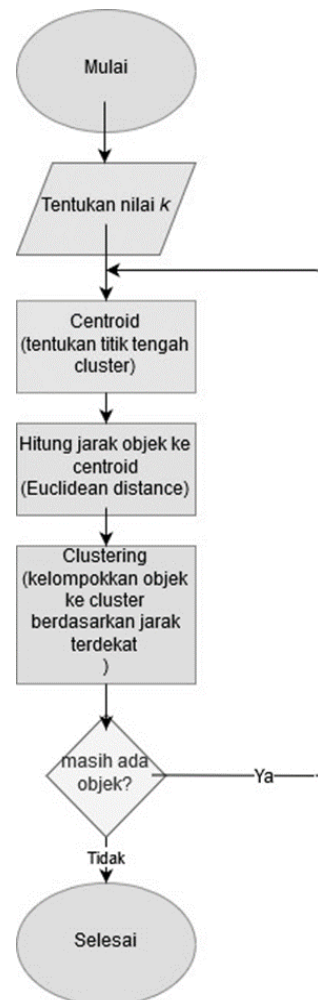 Mulai
Tentukan nilai k
Centroid
(tentukan titik tengah
cluster)
Hitung jarak objek ke
centroid
(Euclidean distance)
Clustering
(kelompokkan objek
ke cluster
berdasarkan jarak
terdekat
)
masih ada
objek?
Ya
Tidak
Selesai